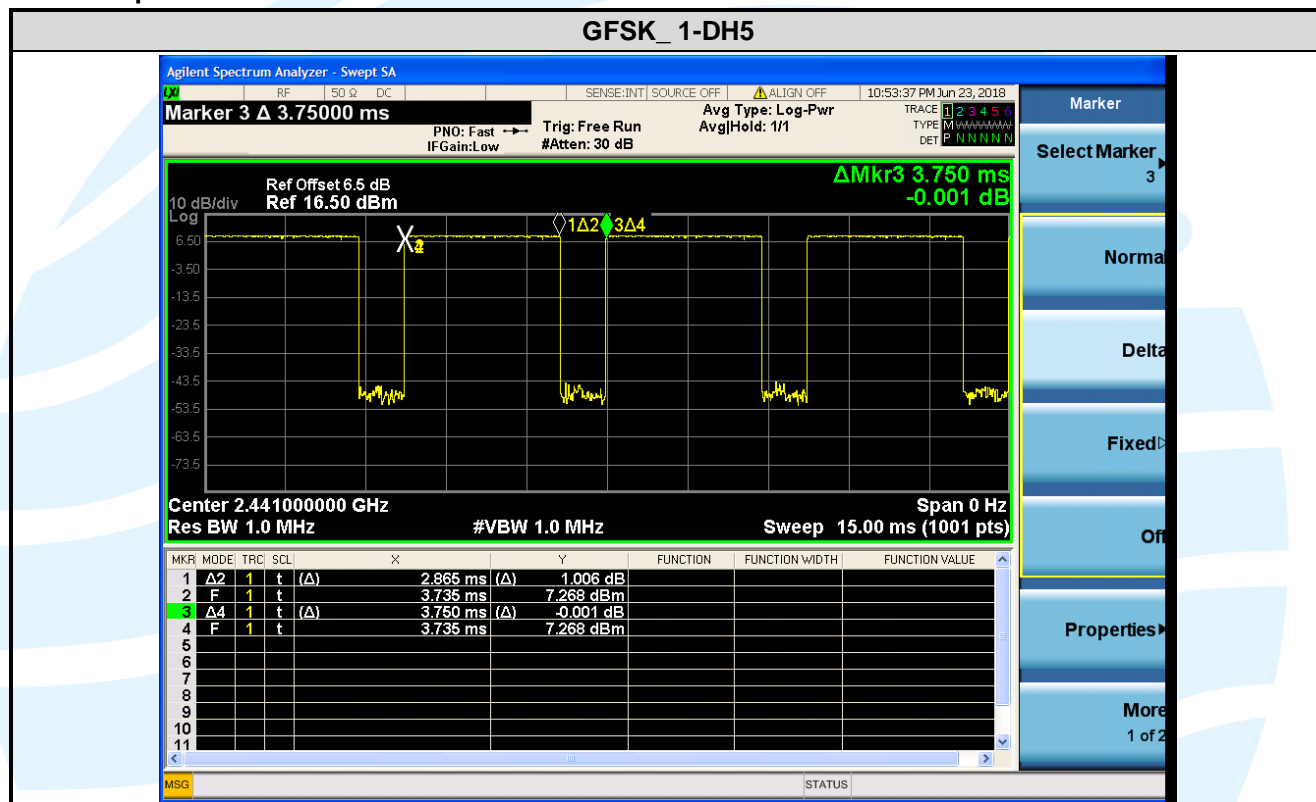 GFSK_ 1-DH5
Agilent Spectrum Analyzer - Swept SA
LXI RF 50 Ω DC SENSE:INT SOURCE OFF ALIGN OFF 10:53:37 PM Jun 23, 2018
Marker 3 Δ 3.75000 ms
PNO: Fast
IFGain:Low
Trig: Free Run
#Atten: 30 dB
Avg Type: Log-Pwr
Avg|Hold: 1/1
TRACE 1 2 3 4 5 6
TYPE M WWWWW
DET P N N N N N
ΔMkr3 3.750 ms
-0.001 dB
Ref Offset 6.5 dB
10 dB/div Ref 16.50 dBm
Log
1Δ2 3Δ4
6.50
-3.50
-13.5
-23.5
-33.5
-43.5
-53.5
-63.5
-73.5
Center 2.441000000 GHz Span 0 Hz
Res BW 1.0 MHz #VBW 1.0 MHz Sweep 15.00 ms (1001 pts)
MKR MODE TRC SCL X Y FUNCTION FUNCTION WIDTH FUNCTION VALUE
1 Δ2 1 t (Δ) 2.865 ms (Δ) 1.006 dB
2 F 1 t 3.735 ms 7.268 dBm
3 Δ4 1 t (Δ) 3.750 ms (Δ) -0.001 dB
4 F 1 t 3.735 ms 7.268 dBm
5
6
7
8
9
10
11
MSG STATUS
Marker
Select Marker
3
Normal
Delta
Fixed
Off
Properties
More
1 of 2